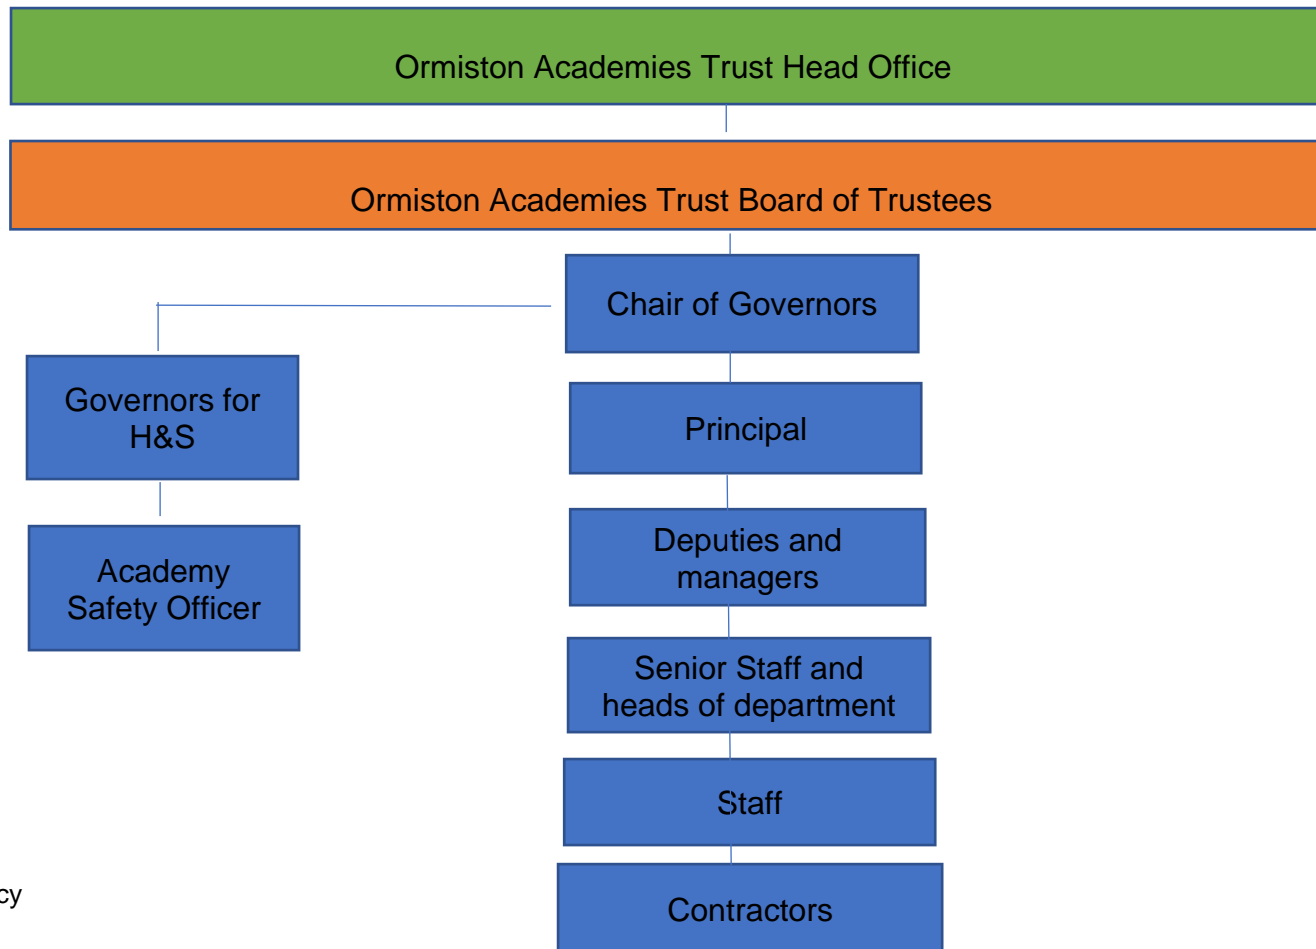 Ormiston Academies Trust Head Office
Ormiston Academies Trust Board of Trustees
Chair of Governors
Governors for
H&S
Principal
Academy
Safety Officer
Deputies and
managers
Senior Staff and
heads of department
Staff
Contractors
cy